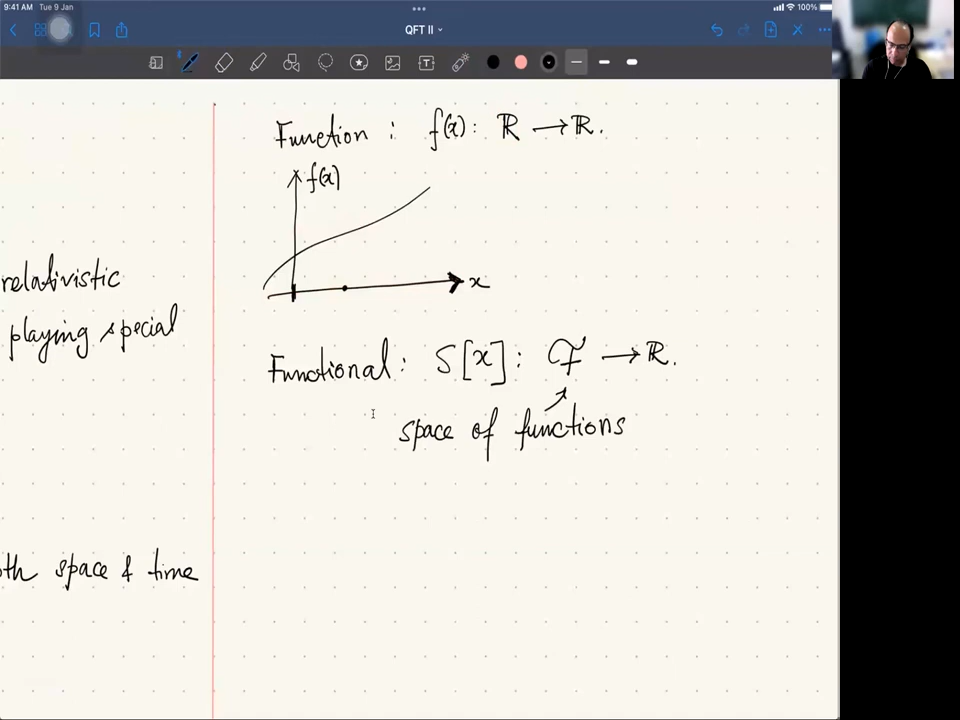 9:41 AM Tue 9 Jan
100%
QFT II
relativistic
playing special
oth space & time
Function : f(x) : ℝ → ℝ.
f(x)
x
Functional : S[x] : ℱ → ℝ.
space of functions